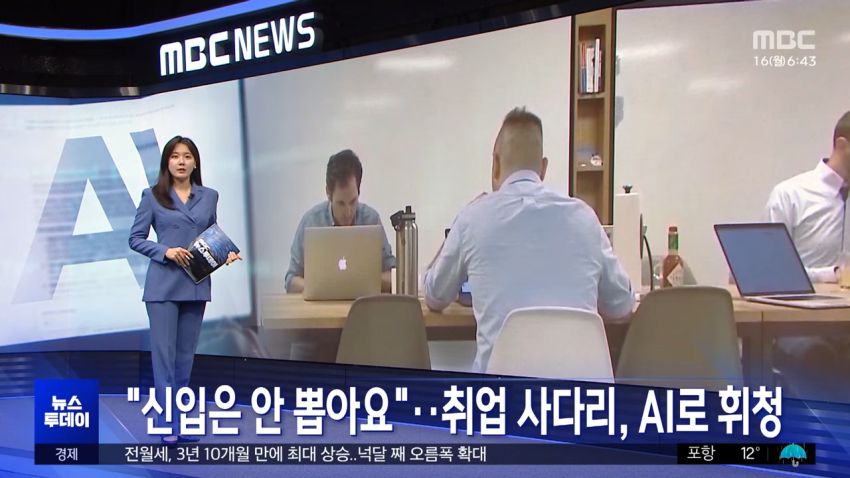 MBC NEWS
MBC
16(월)6:43
AI
뉴스
투데이
"신입은 안 뽑아요"‥취업 사다리, AI로 휘청
경제
전월세, 3년 10개월 만에 최대 상승‥넉달 째 오름폭 확대
포항 12°